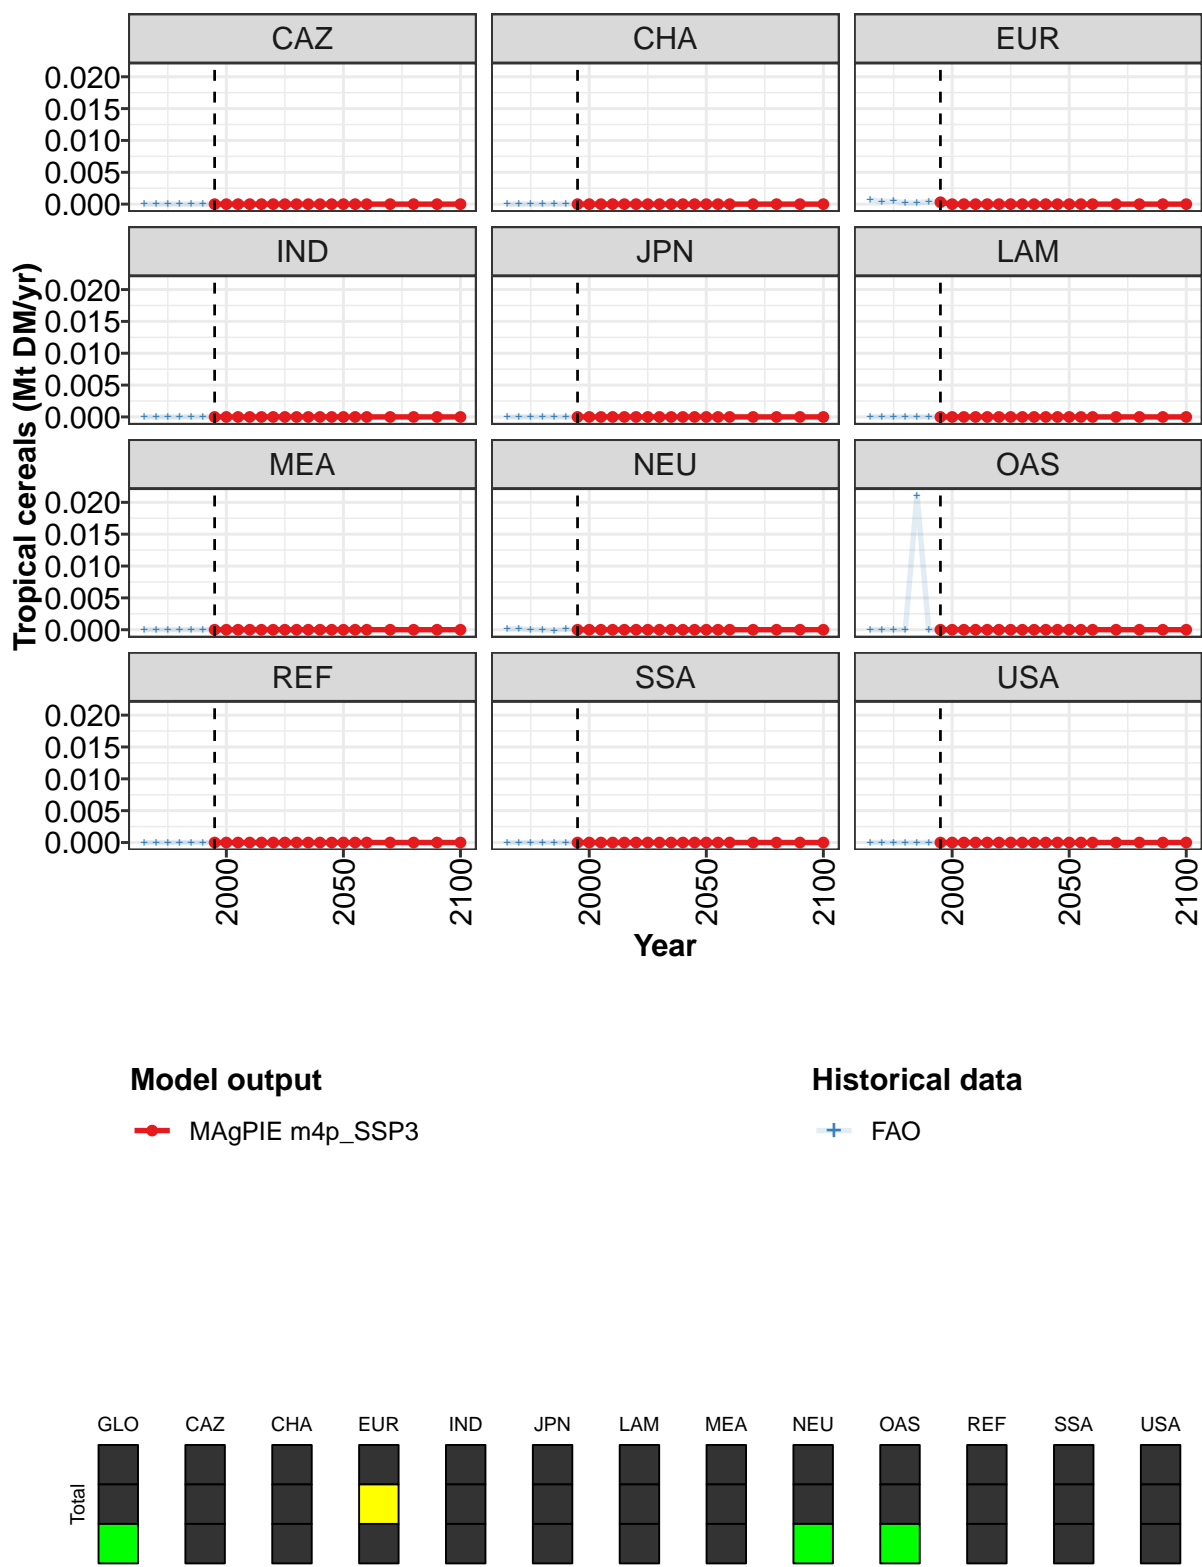 CAZ CHA EUR
0.020
0.015
0.010
0.005
0.000
IND JPN LAM
0.020
0.015
0.010
0.005
0.000
MEA NEU OAS
0.020
0.015
0.010
0.005
0.000
REF SSA USA
0.020
0.015
0.010
0.005
0.000
Tropical cereals (Mt DM/yr)
2000 2050 2100 2000 2050 2100 2000 2050 2100
Year
Model output Historical data
MAgPIE m4p_SSP3 FAO
GLO CAZ CHA EUR IND JPN LAM MEA NEU OAS REF SSA USA
Total